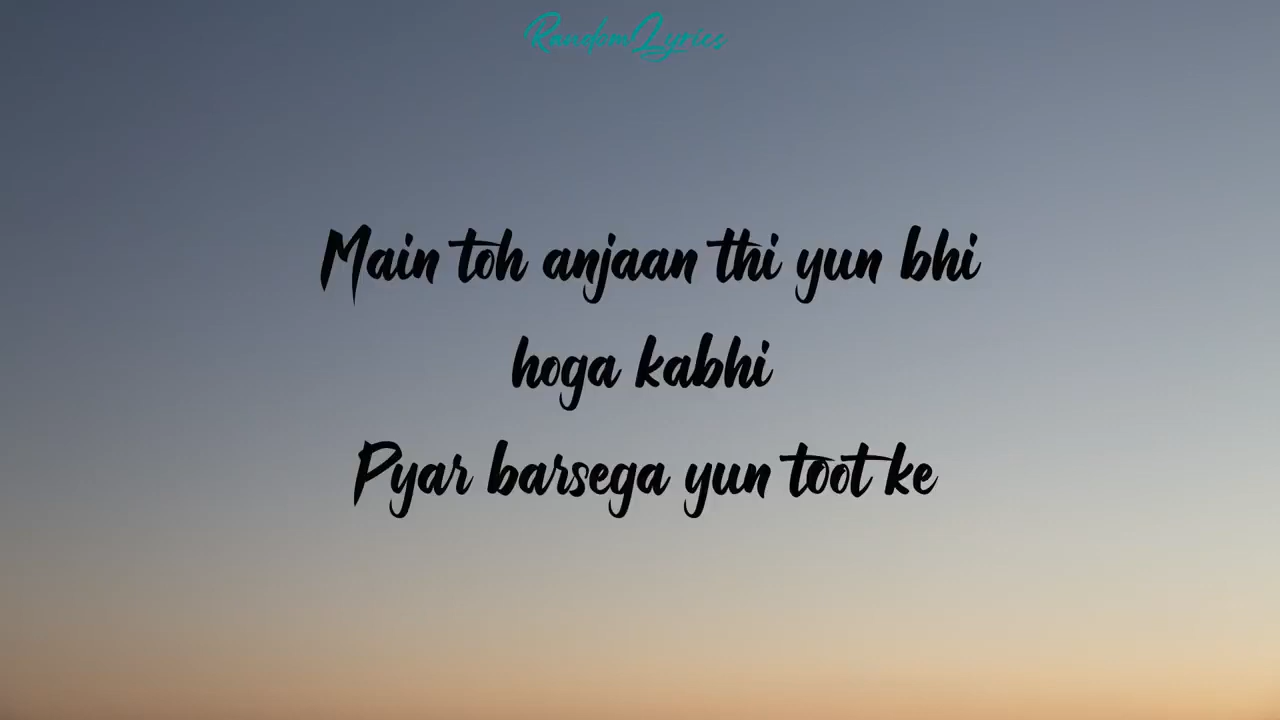 RandomLyrics
Main toh anjaan thi yun bhi
hoga kabhi
Pyar barsega yun toot ke